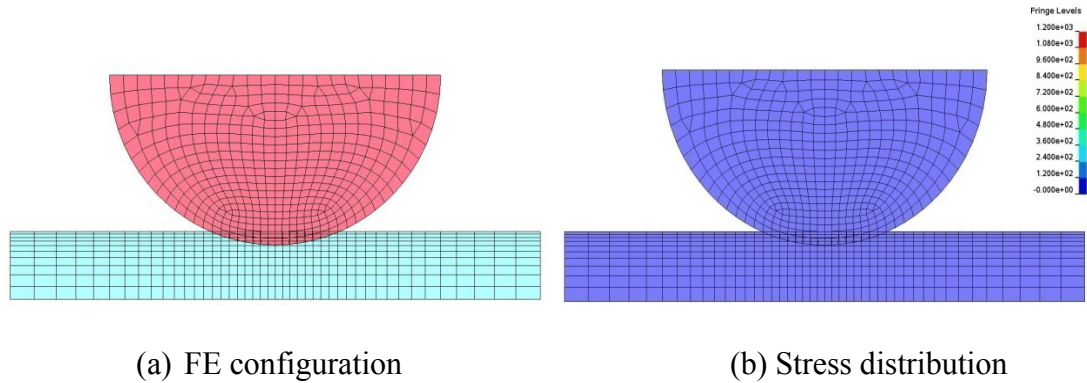 Fringe Levels
1.200e+03
1.080e+03
9.600e+02
8.400e+02
7.200e+02
6.000e+02
4.800e+02
3.600e+02
2.400e+02
1.200e+02
-0.000e+00
(a) FE configuration
(b) Stress distribution